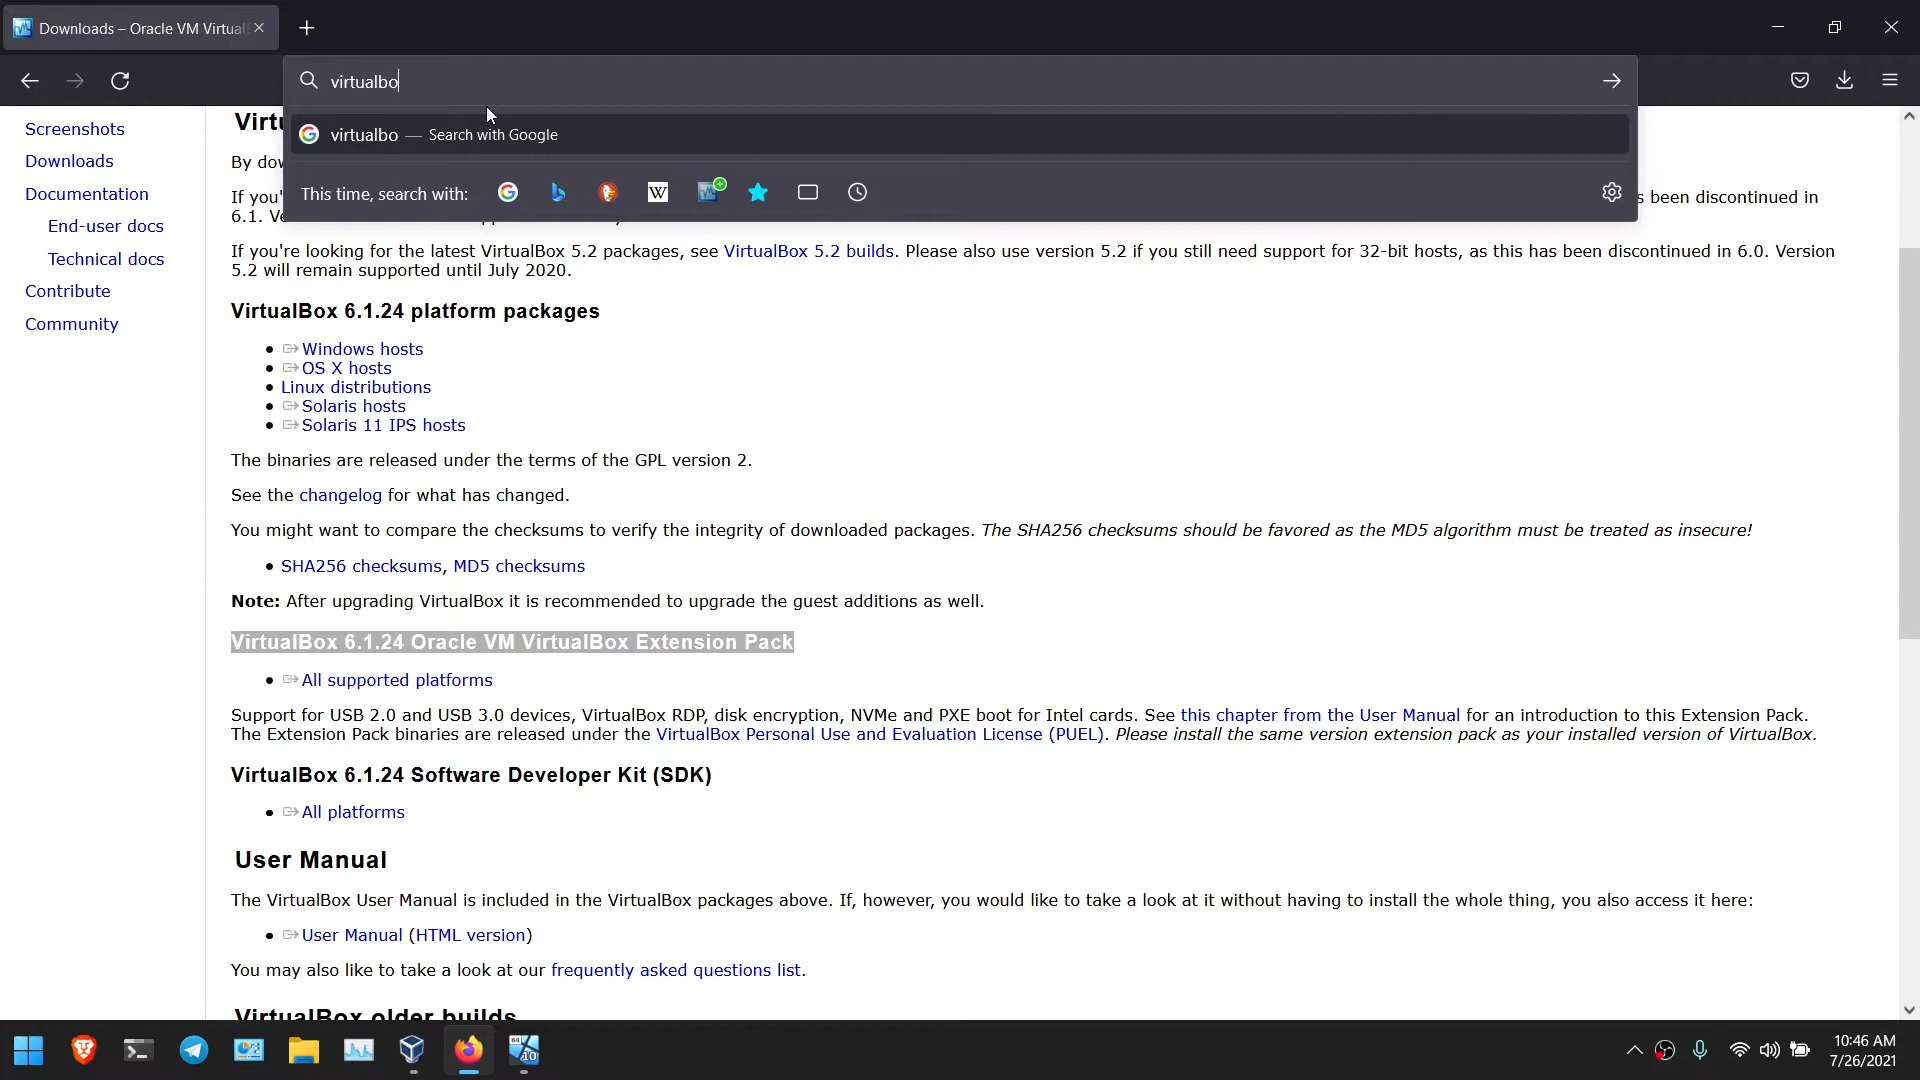 Downloads – Oracle VM Virtual
virtualbo
virtualbo — Search with Google
This time, search with:
Screenshots
Downloads
Documentation
End-user docs
Technical docs
Contribute
Community
Virt
By dov
If you' s been discontinued in
6.1. Ve
If you're looking for the latest VirtualBox 5.2 packages, see VirtualBox 5.2 builds. Please also use version 5.2 if you still need support for 32-bit hosts, as this has been discontinued in 6.0. Version
5.2 will remain supported until July 2020.
VirtualBox 6.1.24 platform packages
Windows hosts
OS X hosts
Linux distributions
Solaris hosts
Solaris 11 IPS hosts
The binaries are released under the terms of the GPL version 2.
See the changelog for what has changed.
You might want to compare the checksums to verify the integrity of downloaded packages. The SHA256 checksums should be favored as the MD5 algorithm must be treated as insecure!
SHA256 checksums, MD5 checksums
Note: After upgrading VirtualBox it is recommended to upgrade the guest additions as well.
VirtualBox 6.1.24 Oracle VM VirtualBox Extension Pack
All supported platforms
Support for USB 2.0 and USB 3.0 devices, VirtualBox RDP, disk encryption, NVMe and PXE boot for Intel cards. See this chapter from the User Manual for an introduction to this Extension Pack.
The Extension Pack binaries are released under the VirtualBox Personal Use and Evaluation License (PUEL). Please install the same version extension pack as your installed version of VirtualBox.
VirtualBox 6.1.24 Software Developer Kit (SDK)
All platforms
User Manual
The VirtualBox User Manual is included in the VirtualBox packages above. If, however, you would like to take a look at it without having to install the whole thing, you also access it here:
User Manual (HTML version)
You may also like to take a look at our frequently asked questions list.
VirtualBox older builds
10:46 AM
7/26/2021